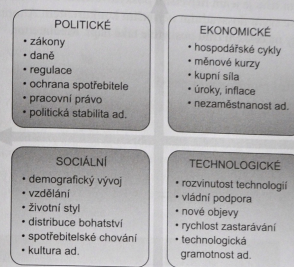 POLITICKÉ
• zákony
• daně
• regulace
• ochrana spotřebitele
• pracovní právo
• politická stabilita ad.
EKONOMICKÉ
• hospodářské cykly
• měnové kurzy
• kupní síla
• úroky, inflace
• nezaměstnanost ad.
SOCIÁLNÍ
• demografický vývoj
• vzdělání
• životní styl
• distribuce bohatství
• spotřebitelské chování
• kultura ad.
TECHNOLOGICKÉ
• rozvinutost technologií
• vládní podpora
• nové objevy
• rychlost zastarávání
• technologická
gramotnost ad.